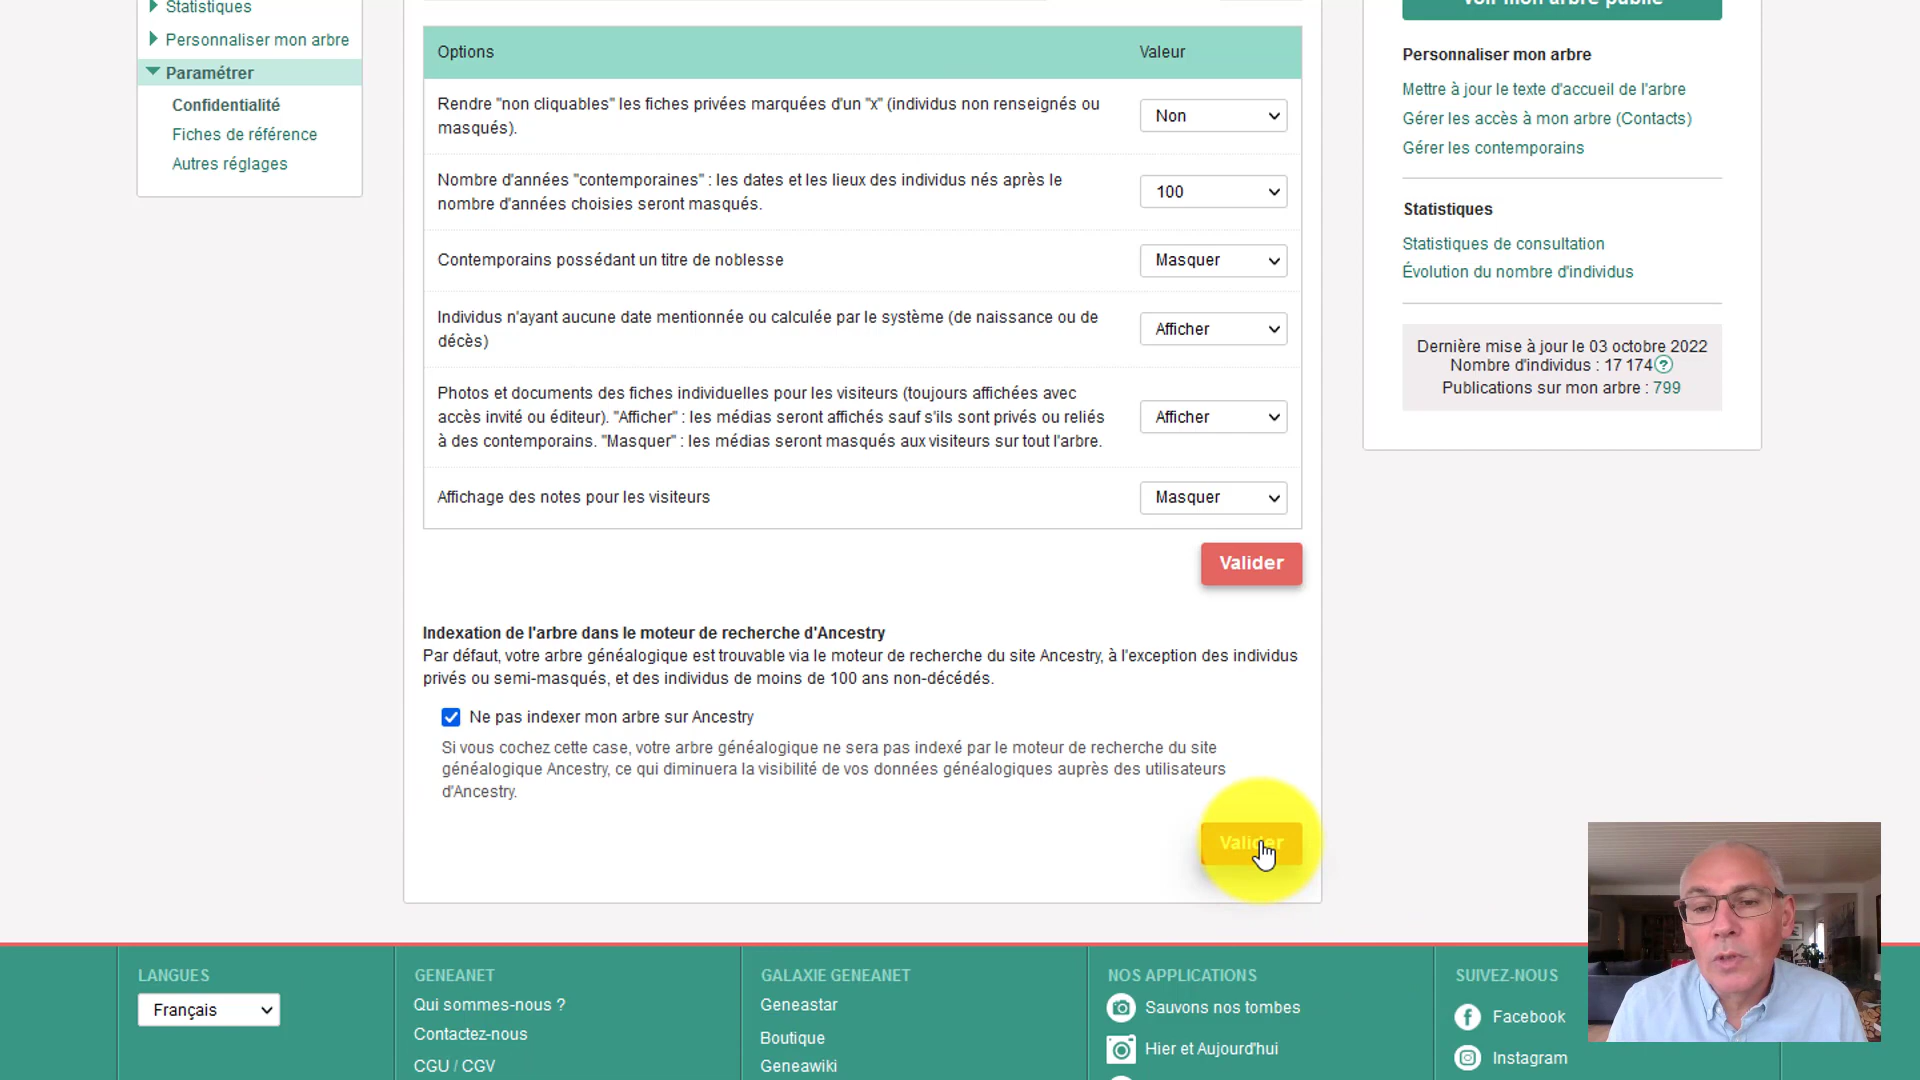 Statistiques
Personnaliser mon arbre
Paramétrer
Confidentialité
Fiches de référence
Autres réglages
Options
Valeur
Rendre "non cliquables" les fiches privées marquées d'un "x" (individus non renseignés ou
masqués).
Non
Nombre d'années "contemporaines" : les dates et les lieux des individus nés après le
nombre d'années choisies seront masqués.
100
Contemporains possédant un titre de noblesse
Masquer
Individus n'ayant aucune date mentionnée ou calculée par le système (de naissance ou de
décès)
Afficher
Photos et documents des fiches individuelles pour les visiteurs (toujours affichées avec
accès invité ou éditeur). "Afficher" : les médias seront affichés sauf s'ils sont privés ou reliés
à des contemporains. "Masquer" : les médias seront masqués aux visiteurs sur tout l'arbre.
Afficher
Affichage des notes pour les visiteurs
Masquer
Valider
Indexation de l'arbre dans le moteur de recherche d'Ancestry
Par défaut, votre arbre généalogique est trouvable via le moteur de recherche du site Ancestry, à l'exception des individus
privés ou semi-masqués, et des individus de moins de 100 ans non-décédés.
Ne pas indexer mon arbre sur Ancestry
Si vous cochez cette case, votre arbre généalogique ne sera pas indexé par le moteur de recherche du site
généalogique Ancestry, ce qui diminuera la visibilité de vos données généalogiques auprès des utilisateurs
d'Ancestry.
Valider
Voir mon arbre public
Personnaliser mon arbre
Mettre à jour le texte d'accueil de l'arbre
Gérer les accès à mon arbre (Contacts)
Gérer les contemporains
Statistiques
Statistiques de consultation
Évolution du nombre d'individus
Dernière mise à jour le 03 octobre 2022
Nombre d'individus : 17 174 ?
Publications sur mon arbre : 799
LANGUES
Français
GENEANET
Qui sommes-nous ?
Contactez-nous
CGU / CGV
GALAXIE GENEANET
Geneastar
Boutique
Geneawiki
NOS APPLICATIONS
Sauvons nos tombes
Hier et Aujourd'hui
SUIVEZ-NOUS
Facebook
Instagram